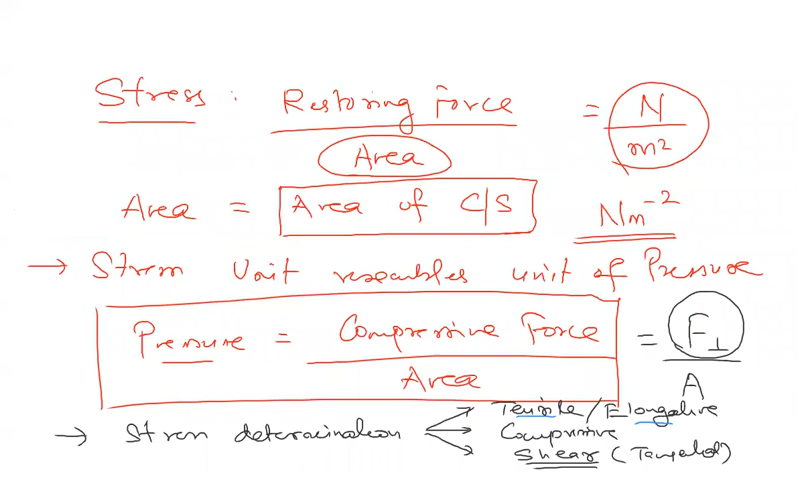 Stress : Restoring Force / Area = N / m²
Area = Area of C/S Nm⁻²
→ Stress Unit resembles unit of Pressure
Pressure = Compressive Force / Area = F⊥ / A
→ Stress determination → Tensile / Elongative
→ Compressive
→ Shear (Tangential)